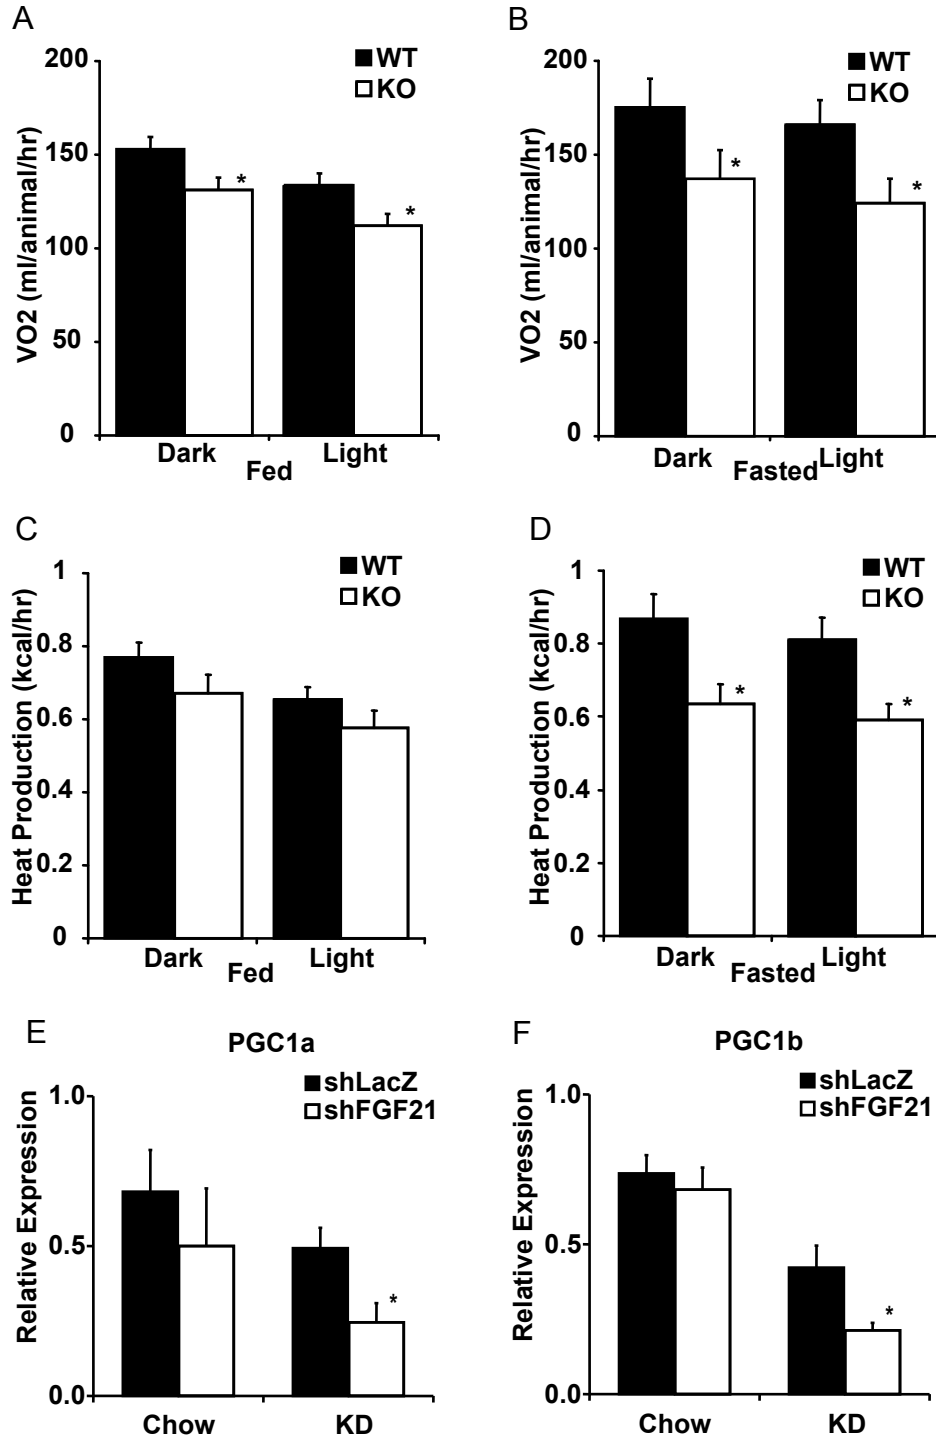 A
VO2 (ml/animal/hr)
200
150
100
50
0
WT
KO
*
*
Dark
Light
Fed
B
VO2 (ml/animal/hr)
200
150
100
50
0
WT
KO
*
*
Dark
Light
Fasted
C
Heat Production (kcal/hr)
1
0.8
0.6
0.4
0.2
0
WT
KO
Dark
Light
Fed
D
Heat Production (kcal/hr)
1
0.8
0.6
0.4
0.2
0
WT
KO
*
*
Dark
Light
Fasted
E
PGC1a
Relative Expression
1.0
0.5
0.0
shLacZ
shFGF21
*
Chow
KD
F
PGC1b
Relative Expression
1.0
0.5
0.0
shLacZ
shFGF21
*
Chow
KD